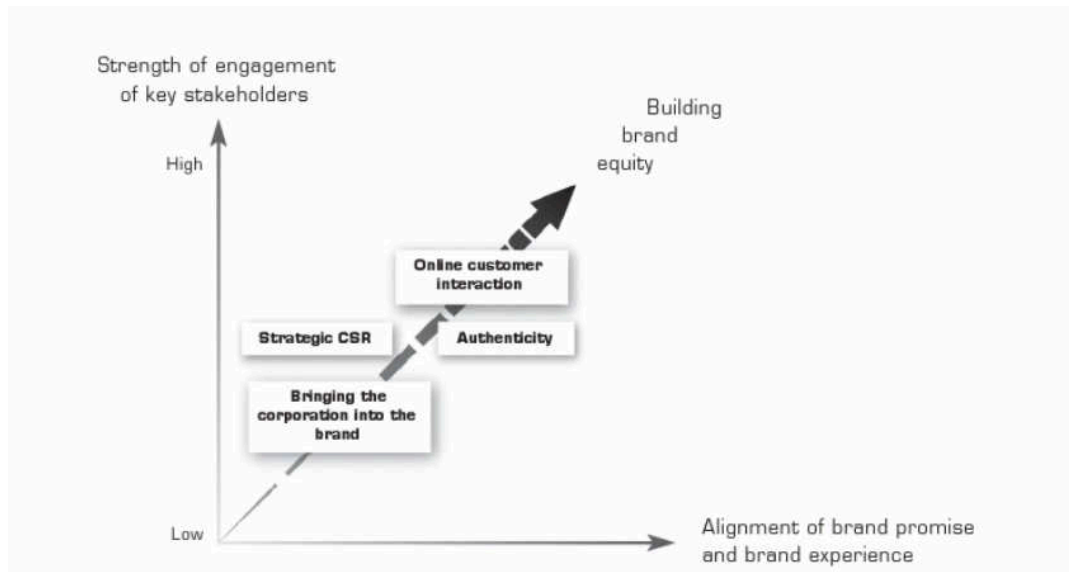 Strength of engagement
of key stakeholders
Building
brand
equity
High
Online customer
interaction
Strategic CSR
Authenticity
Bringing the
corporation into the
brand
Low
Alignment of brand promise
and brand experience